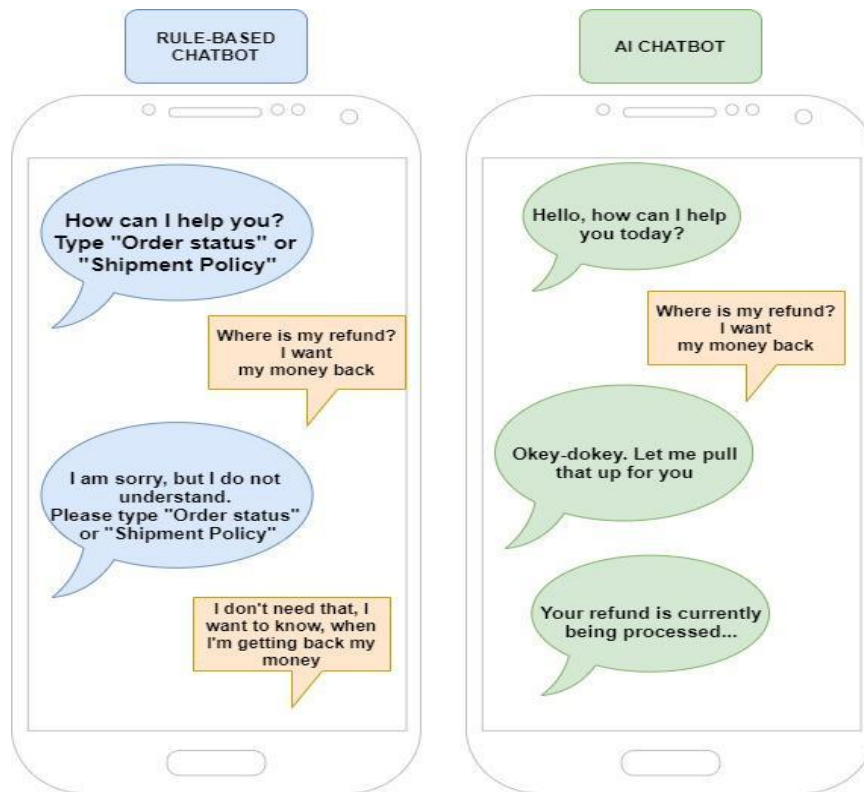 RULE-BASED
CHATBOT
How can I help you?
Type "Order status" or
"Shipment Policy"
Where is my refund?
I want
my money back
I am sorry, but I do not
understand.
Please type "Order status"
or "Shipment Policy"
I don't need that, I
want to know, when
I'm getting back my
money
AI CHATBOT
Hello, how can I help
you today?
Where is my refund?
I want
my money back
Okey-dokey. Let me pull
that up for you
Your refund is currently
being processed...